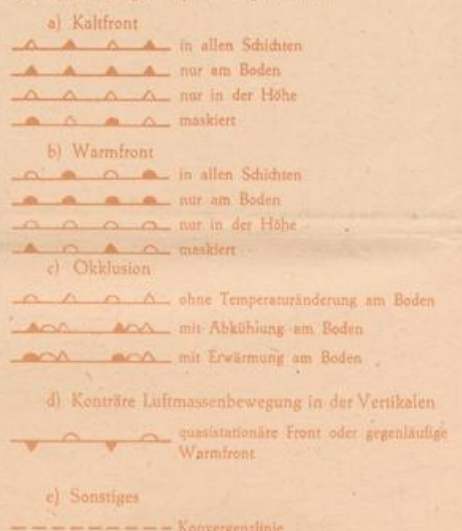 a) Kaltfront
in allen Schichten
nur am Boden
nur in der Höhe
maskiert
b) Warmfront
in allen Schichten
nur am Boden
nur in der Höhe
maskiert
c) Okklusion
ohne Temperaturänderung am Boden
mit Abkühlung am Boden
mit Erwärmung am Boden
d) Konträre Luftmassenbewegung in der Vertikalen
quasistationäre Front oder gegenläufige
Warmfront
e) Sonstiges
Konvergenzlinie